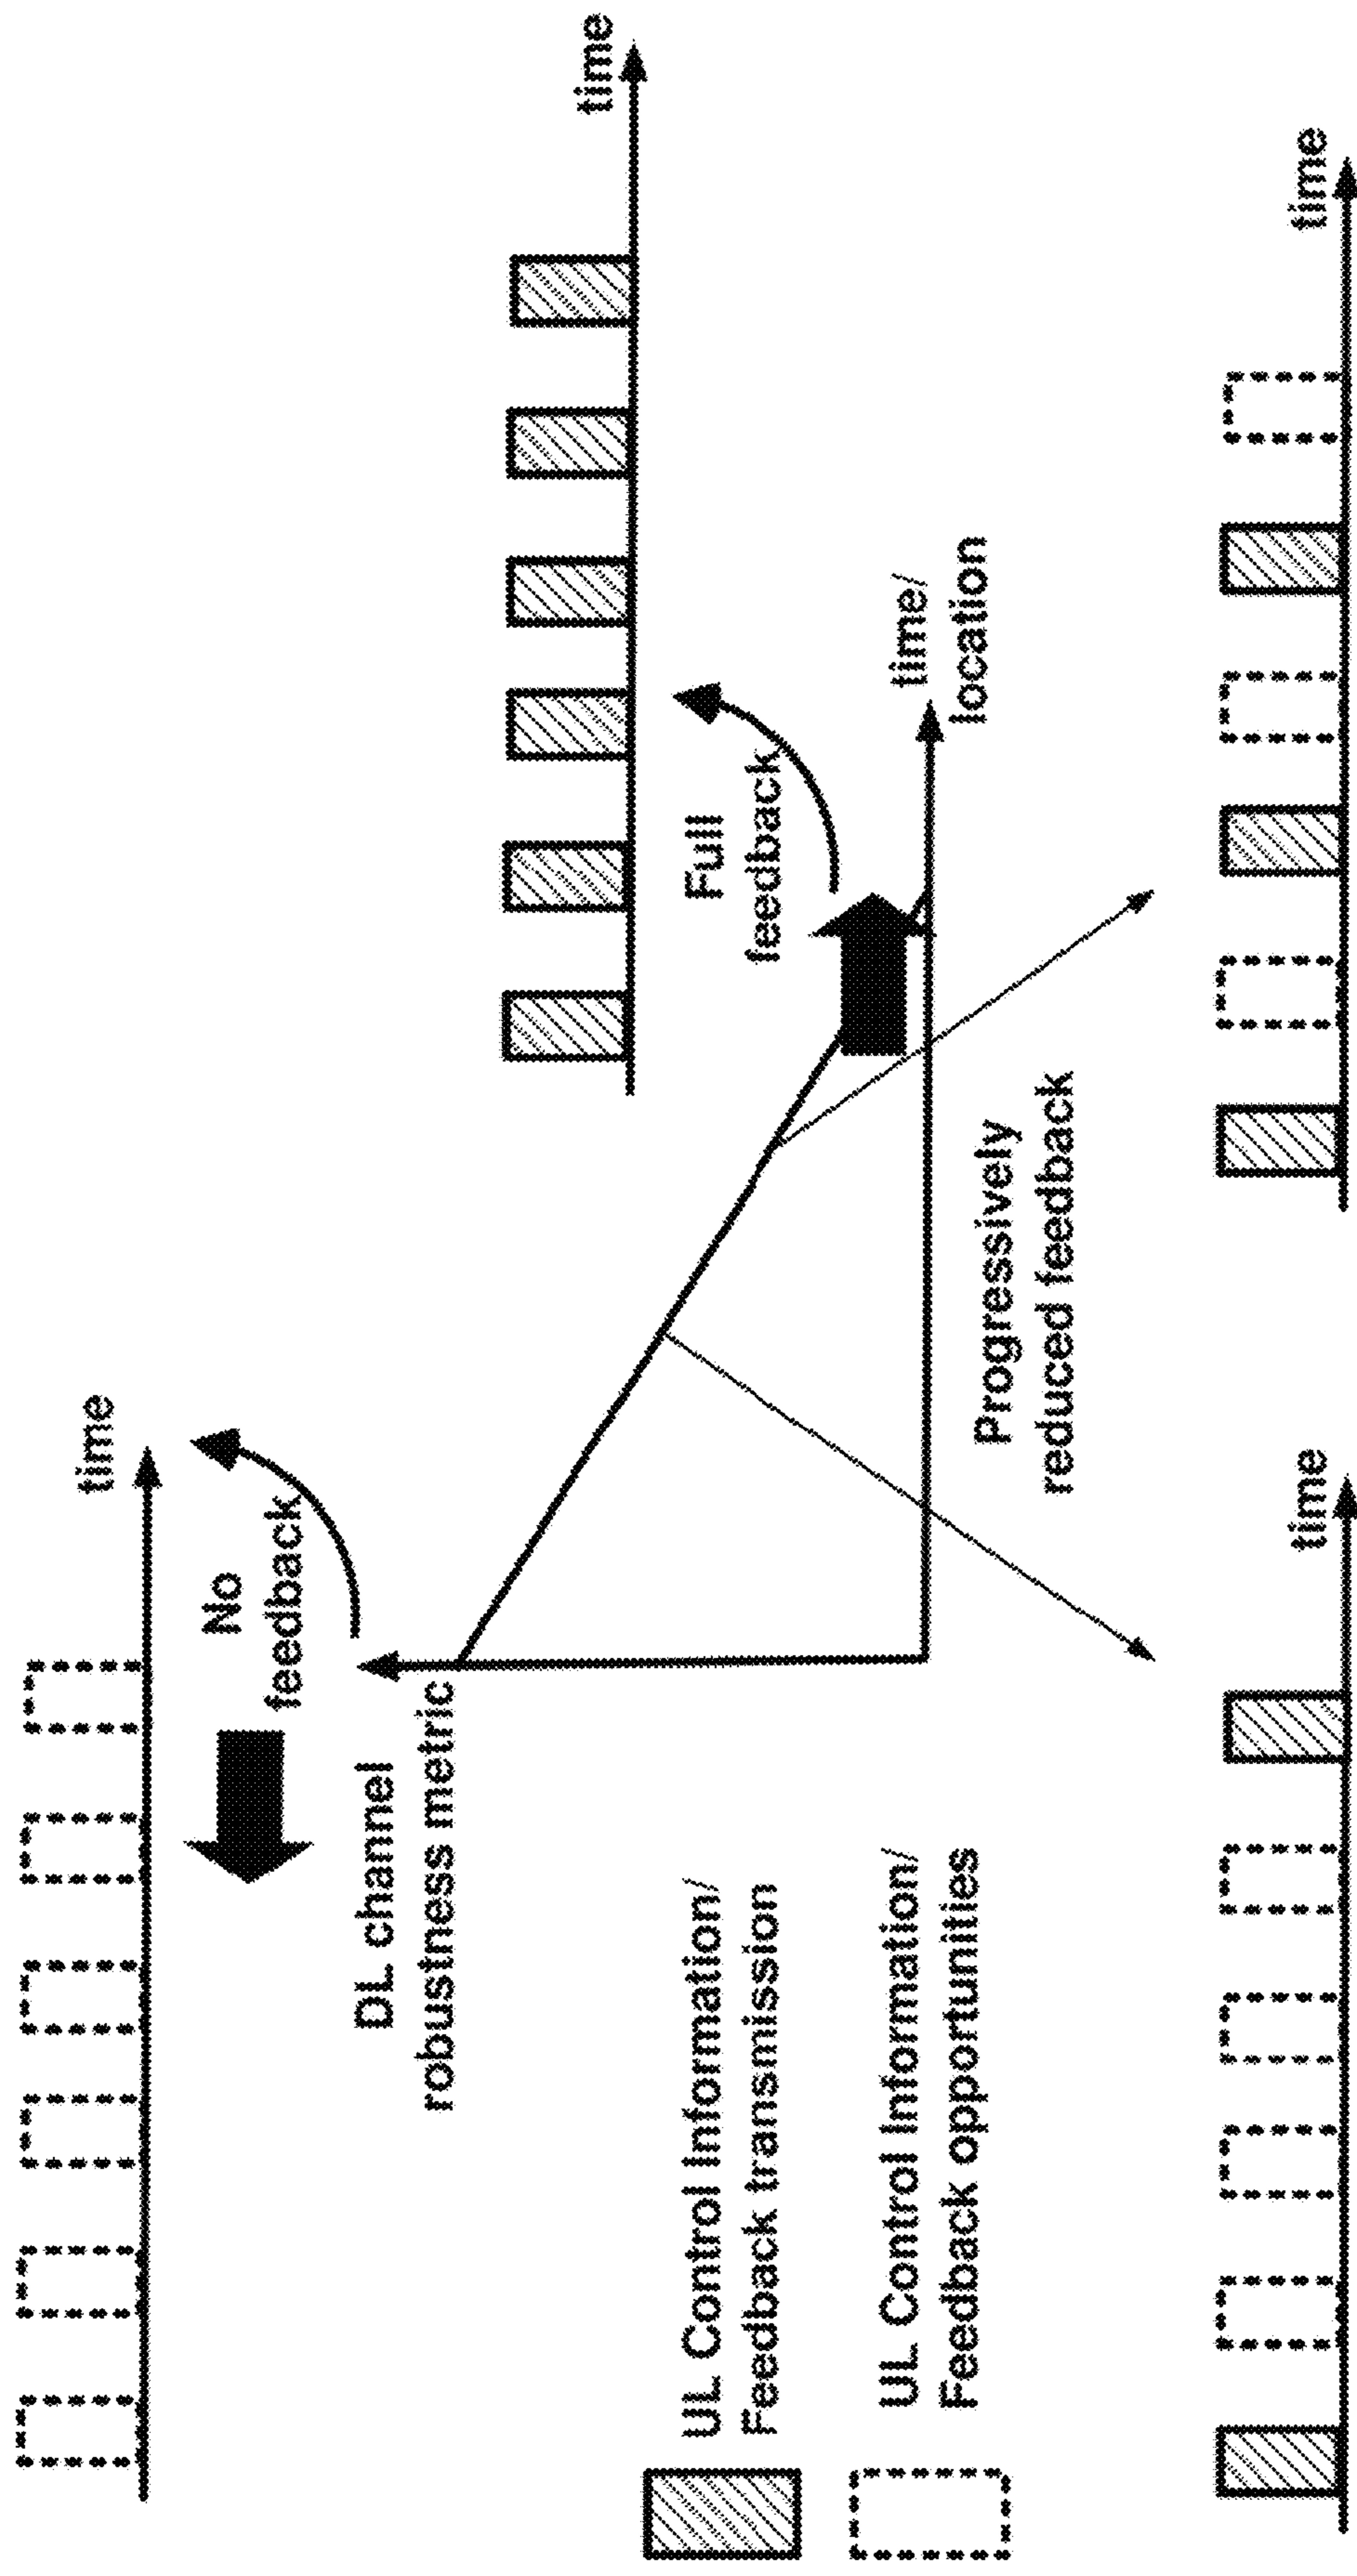 time
No
feedback
DL channel
robustness metric
time
Full
feedback
time/
location
UL Control Information/
Feedback transmission
UL Control Information/
Feedback opportunities
Progressively
reduced feedback
time
time